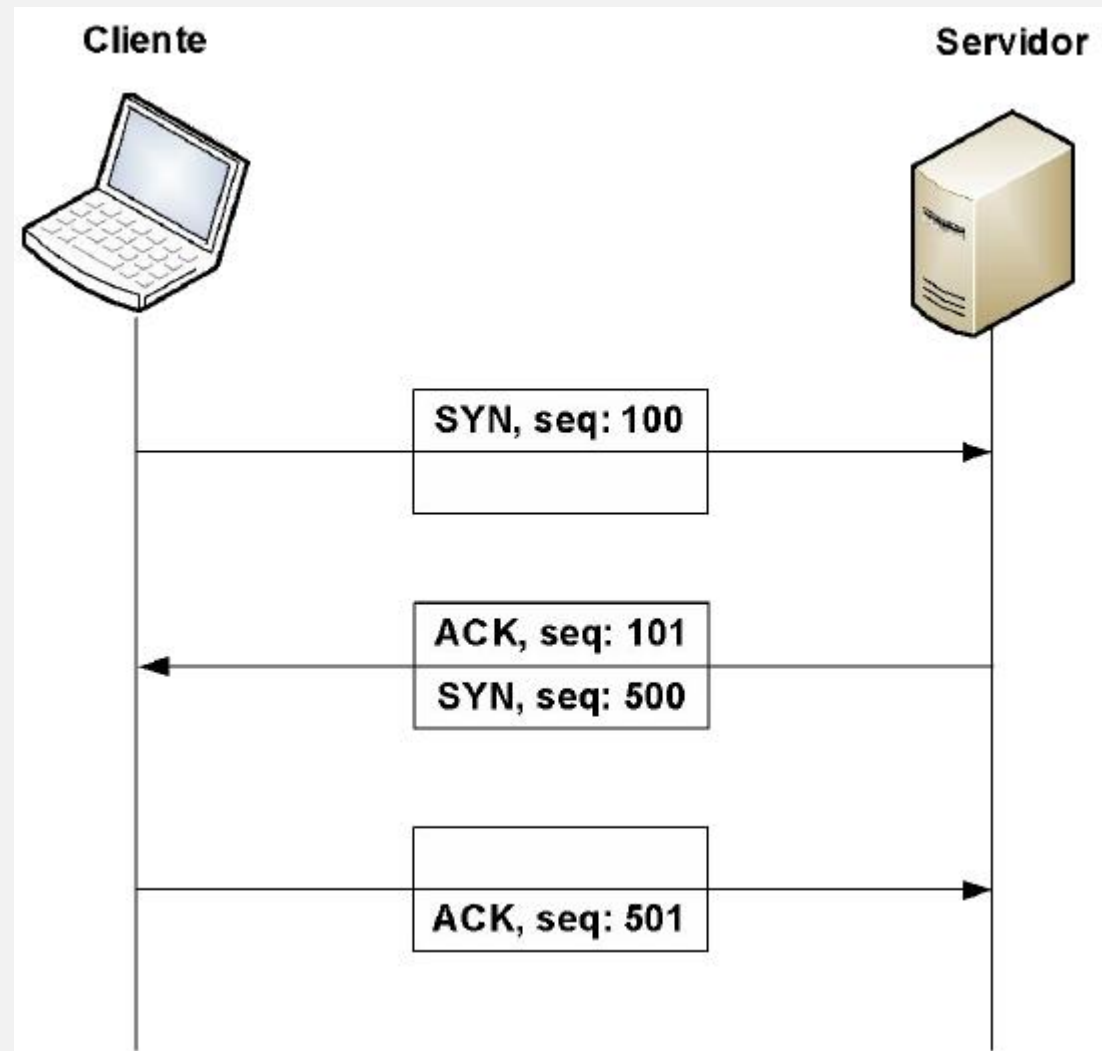 Cliente
Servidor
SYN, seq: 100
ACK, seq: 101
SYN, seq: 500
ACK, seq: 501